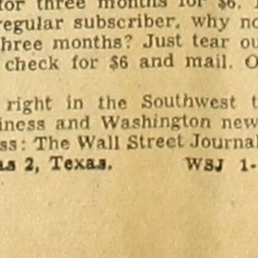 for three months for $6. 
regular subscriber, why no
three months? Just tear ou
check for $6 and mail. O
right in the Southwest t
iness and Washington new
ss: The Wall Street Journal
as 2, Texas. WSJ 1-